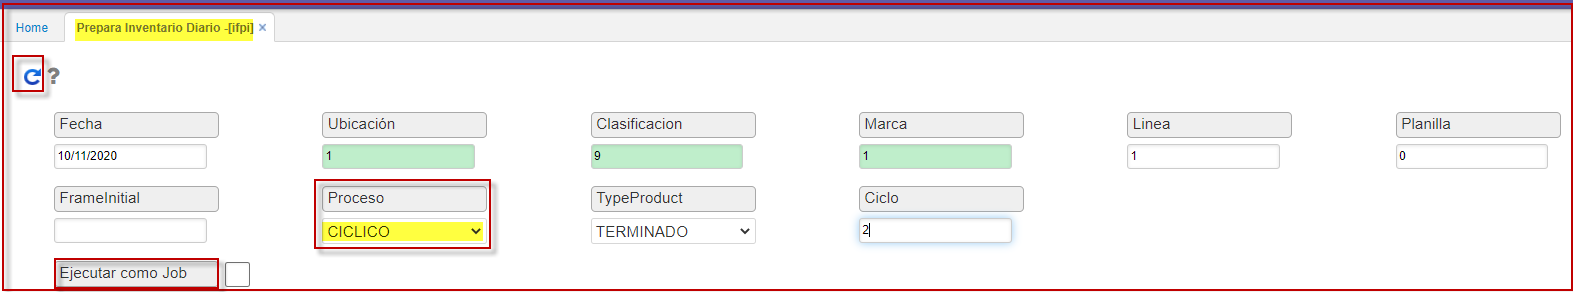 Home Prepara Inventario Diario -[ifpi] ×
?
Fecha Ubicación Clasificacion Marca Linea Planilla
10/11/2020 1 9 1 1 0
FrameInitial Proceso TypeProduct Ciclo
CICLICO TERMINADO 2
Ejecutar como Job